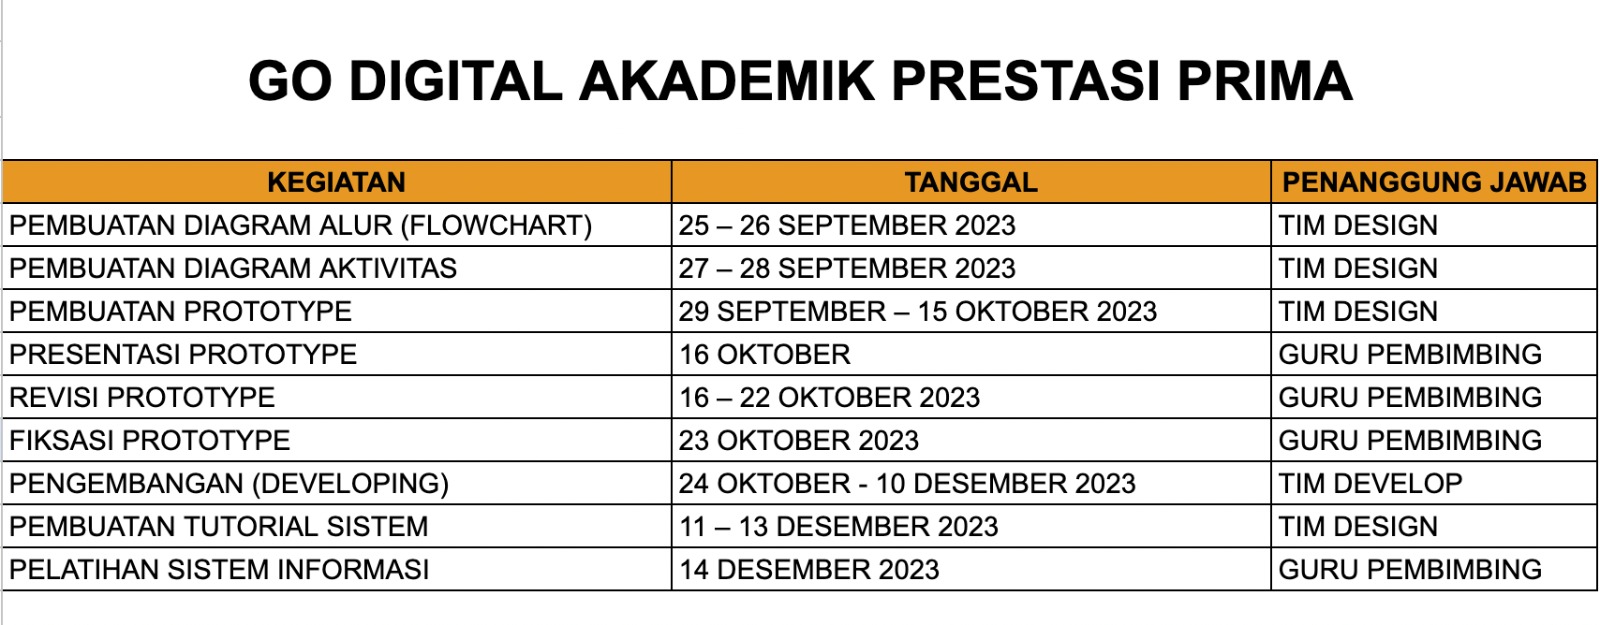 GO DIGITAL AKADEMIK PRESTASI PRIMA
KEGIATAN TANGGAL PENANGGUNG JAWAB
PEMBUATAN DIAGRAM ALUR (FLOWCHART) 25 – 26 SEPTEMBER 2023 TIM DESIGN
PEMBUATAN DIAGRAM AKTIVITAS 27 – 28 SEPTEMBER 2023 TIM DESIGN
PEMBUATAN PROTOTYPE 29 SEPTEMBER – 15 OKTOBER 2023 TIM DESIGN
PRESENTASI PROTOTYPE 16 OKTOBER GURU PEMBIMBING
REVISI PROTOTYPE 16 – 22 OKTOBER 2023 GURU PEMBIMBING
FIKSASI PROTOTYPE 23 OKTOBER 2023 GURU PEMBIMBING
PENGEMBANGAN (DEVELOPING) 24 OKTOBER - 10 DESEMBER 2023 TIM DEVELOP
PEMBUATAN TUTORIAL SISTEM 11 – 13 DESEMBER 2023 TIM DESIGN
PELATIHAN SISTEM INFORMASI 14 DESEMBER 2023 GURU PEMBIMBING